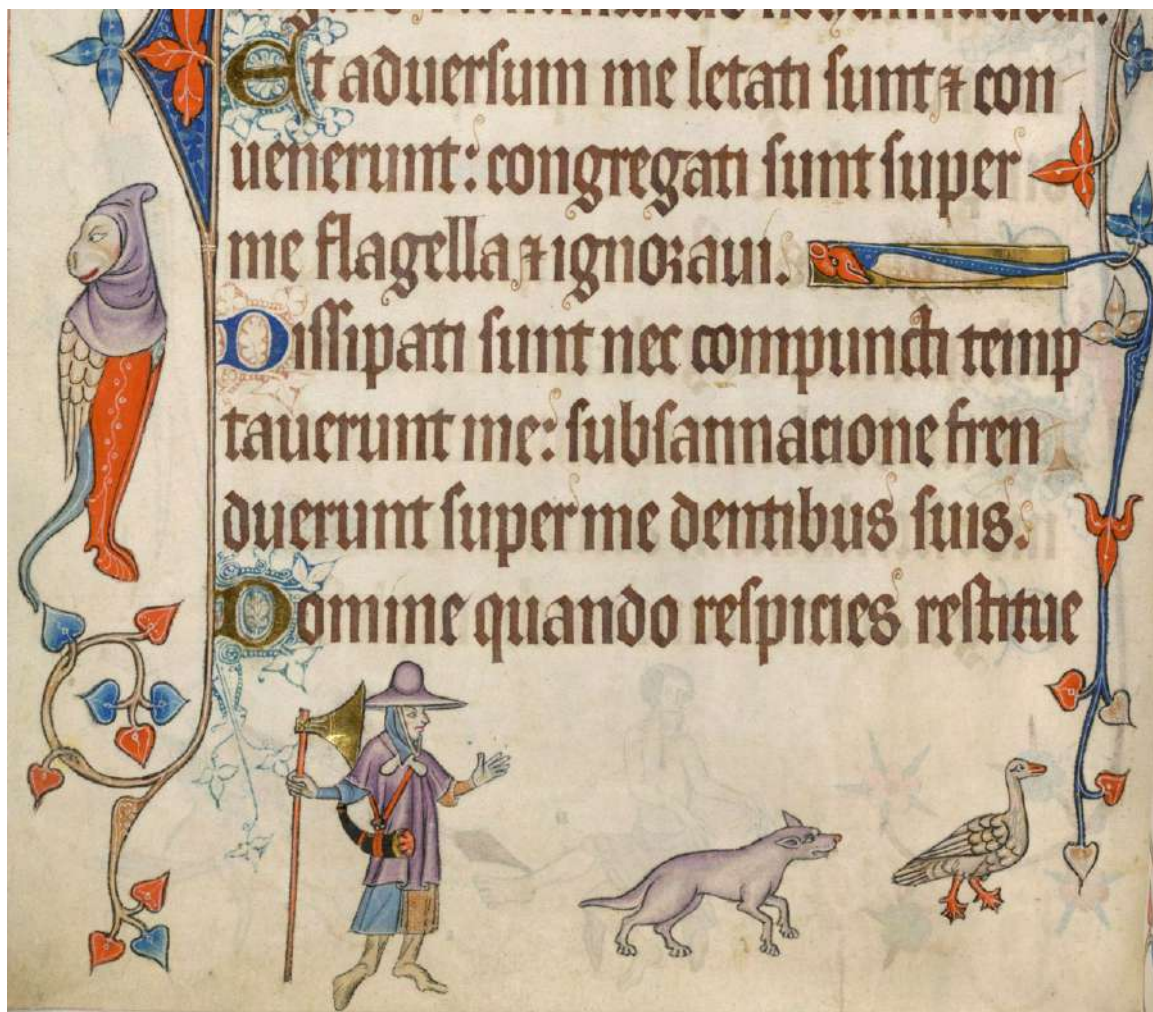 Et aduersum me letati sunt ⁊ con
uenerunt: congregati sunt super
me flagella ⁊ ignoraui.
Dissipati sunt nec compuncti temp
tauerunt me: subsannacione fren
duerunt super me dentibus suis.
Domine quando respicies restitue